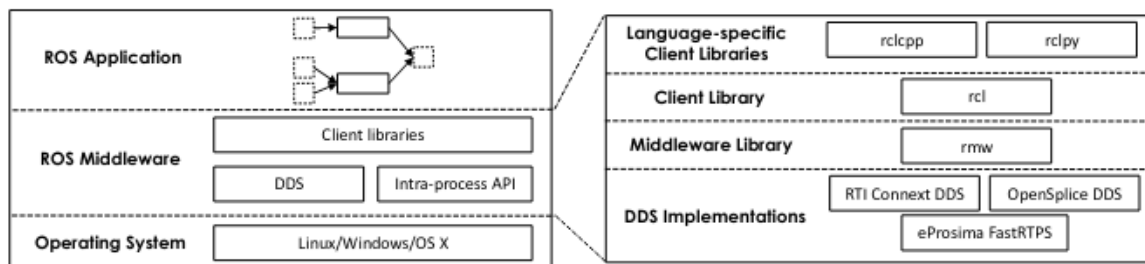 ROS Application
ROS Middleware
Client libraries
DDS
Intra-process API
Operating System
Linux/Windows/OS X
Language-specific
Client Libraries
rclcpp
rclpy
Client Library
rcl
Middleware Library
rmw
DDS Implementations
RTI Connext DDS
OpenSplice DDS
eProsima FastRTPS